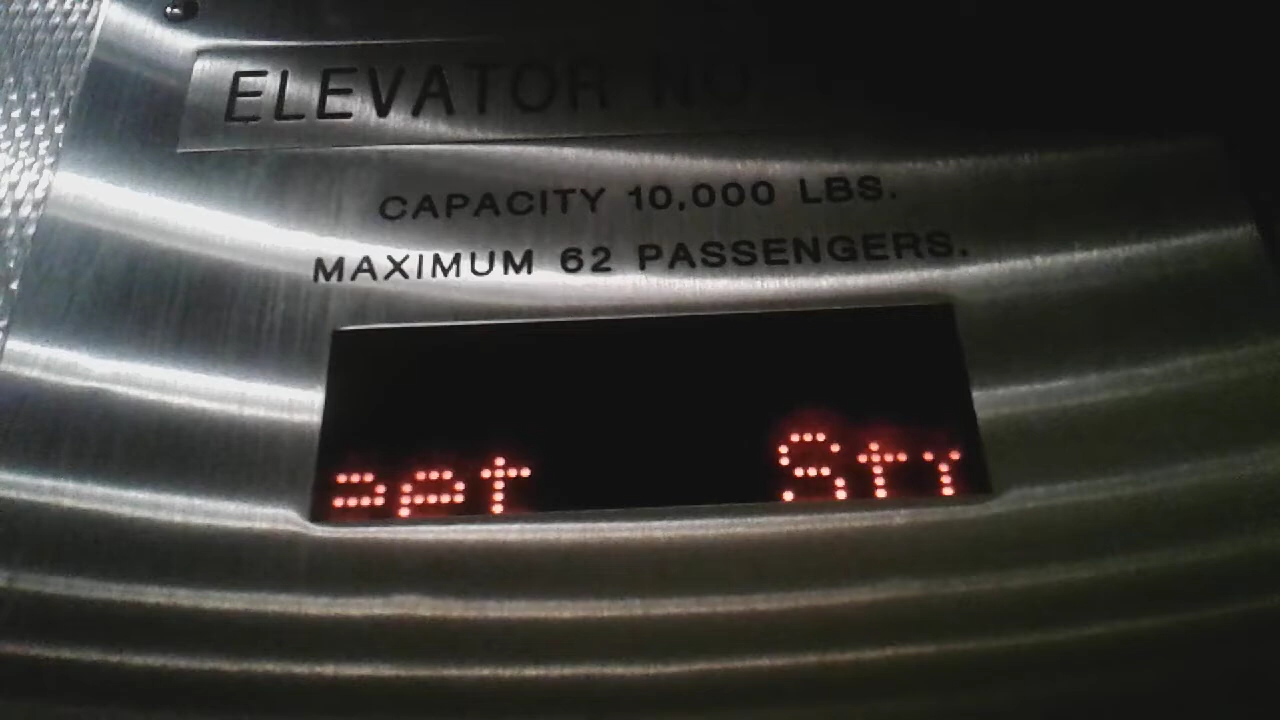 ELEVATOR NO.
CAPACITY 10,000 LBS.
MAXIMUM 62 PASSENGERS.